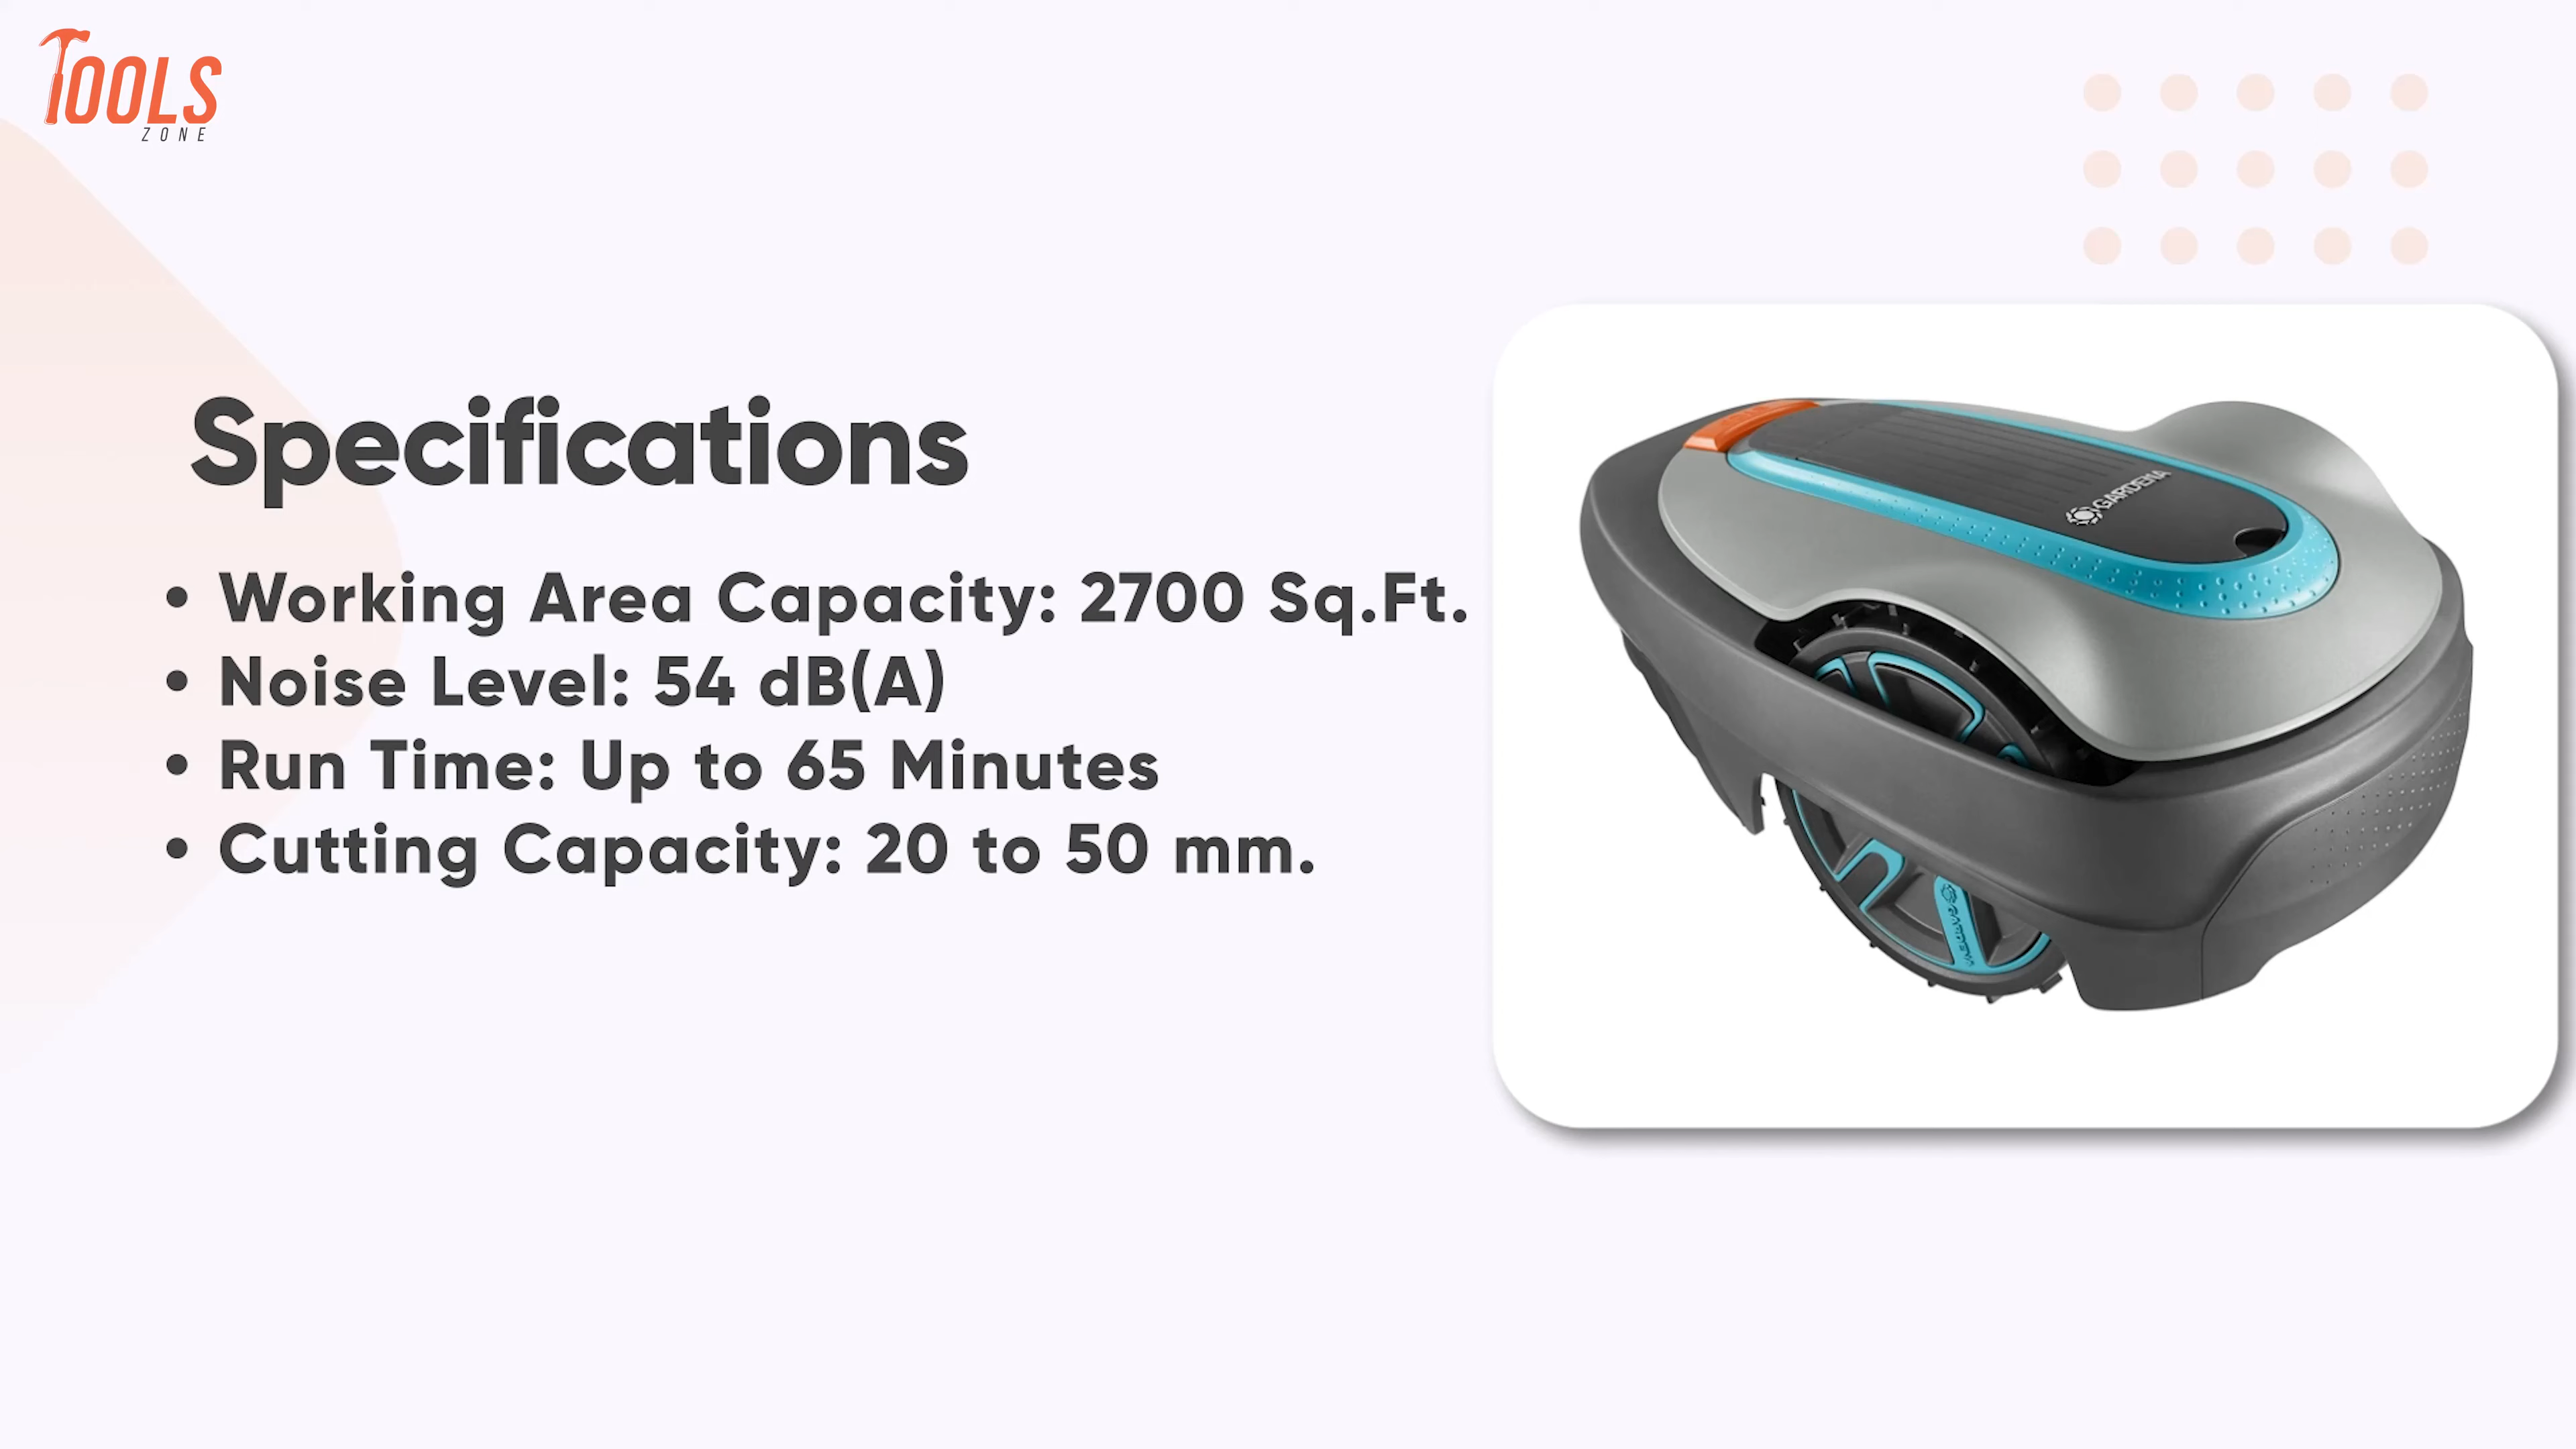 TOOLS
ZONE
Specifications
• Working Area Capacity: 2700 Sq.Ft.
• Noise Level: 54 dB(A)
• Run Time: Up to 65 Minutes
• Cutting Capacity: 20 to 50 mm.
GARDENA
GARDENA